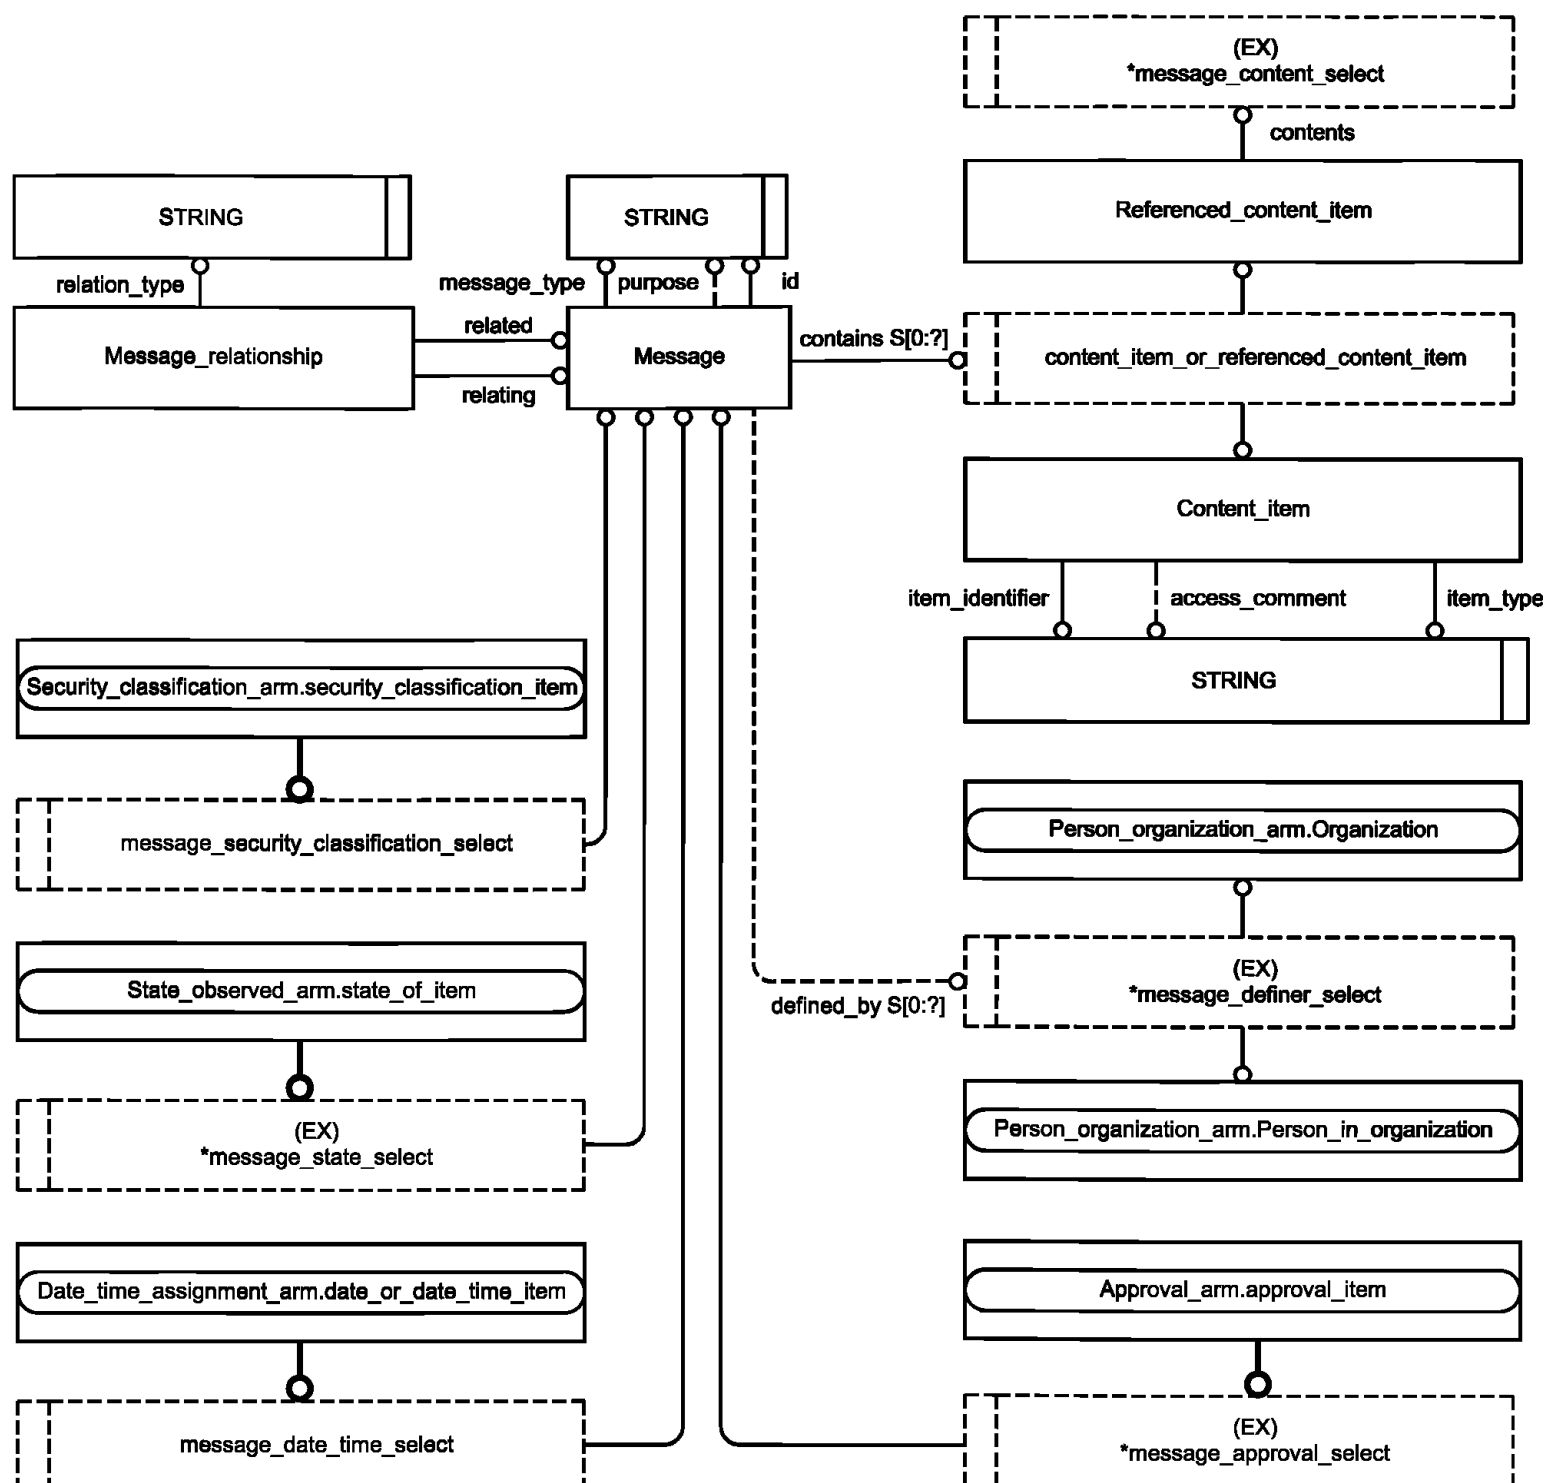 (EX)
*message_content_select
contents
STRING
STRING
Referenced_content_item
relation_type
message_type
purpose
id
Message_relationship
related
relating
Message
contains S[0:?]
content_item_or_referenced_content_item
Content_item
item_identifier
access_comment
item_type
STRING
Security_classification_arm.security_classification_item
message_security_classification_select
Person_organization_arm.Organization
State_observed_arm.state_of_item
(EX)
*message_definer_select
defined_by S[0:?]
(EX)
*message_state_select
Person_organization_arm.Person_in_organization
Date_time_assignment_arm.date_or_date_time_item
Approval_arm.approval_item
message_date_time_select
(EX)
*message_approval_select